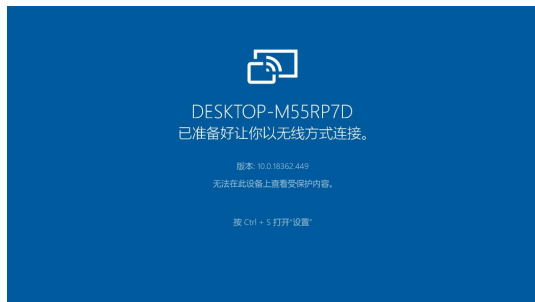 DESKTOP-M55RP7D
已准备好让你以无线方式连接。
版本: 10.0.18362.449
无法在此设备上查看受保护内容。
按 Ctrl + S 打开“设置”